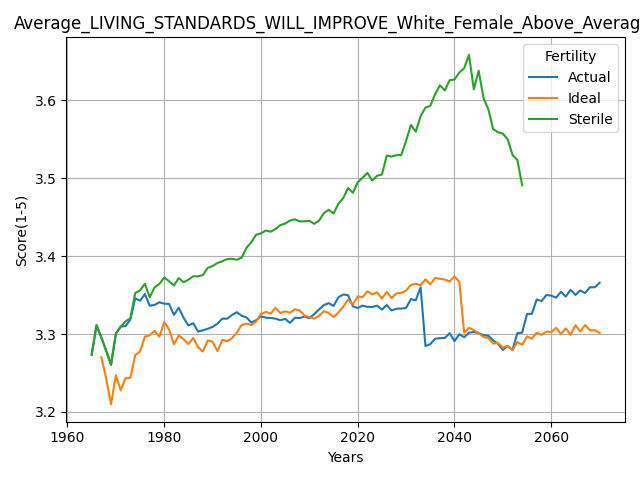 Average_LIVING_STANDARDS_WILL_IMPROVE_White_Female_Above_Averag
Fertility
Actual
Ideal
Sterile
3.6
3.5
3.4
3.3
3.2
Score(1-5)
1960 1980 2000 2020 2040 2060
Years